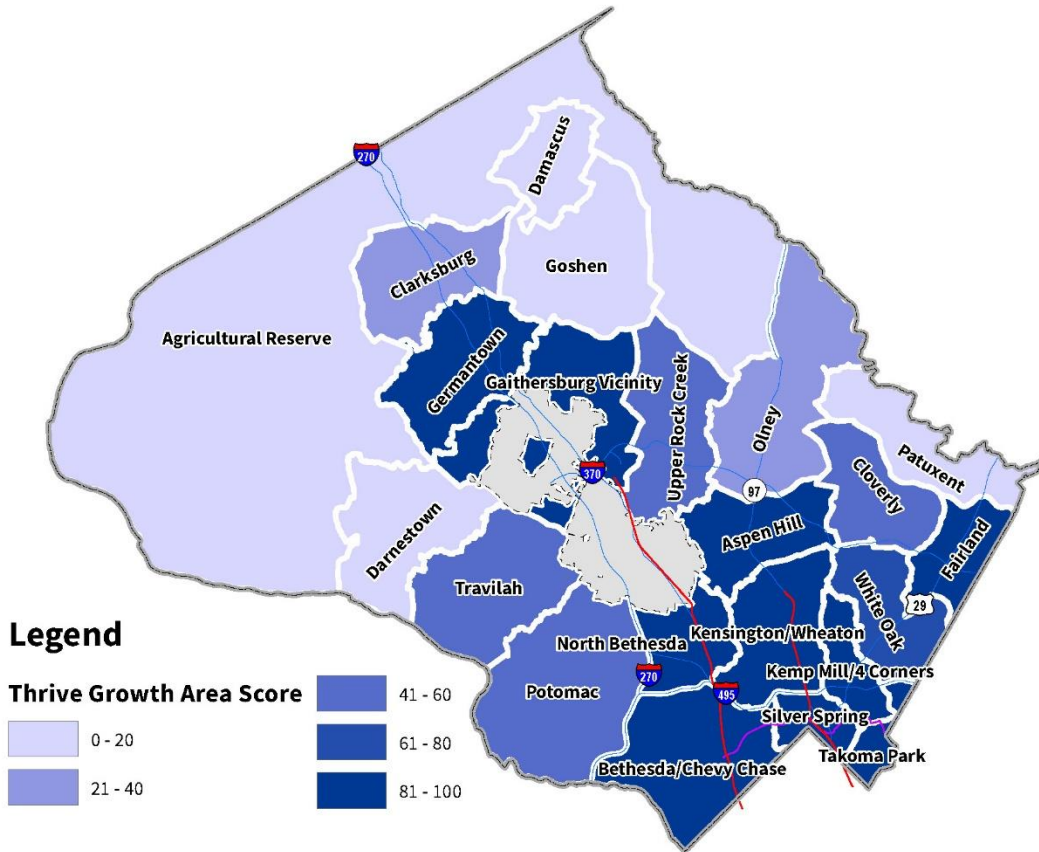 270
Damascus
Clarksburg
Goshen
Agricultural Reserve
Germantown
Gaithersburg Vicinity
Upper Rock Creek
Olney
Patuxent
Cloverly
370
97
Aspen Hill
Fairland
Darnestown
Travilah
White Oak
29
North Bethesda
Kensington/Wheaton
270
Kemp Mill/4 Corners
Potomac
495
Silver Spring
Takoma Park
Bethesda/Chevy Chase
Legend
Thrive Growth Area Score
0 - 20
21 - 40
41 - 60
61 - 80
81 - 100